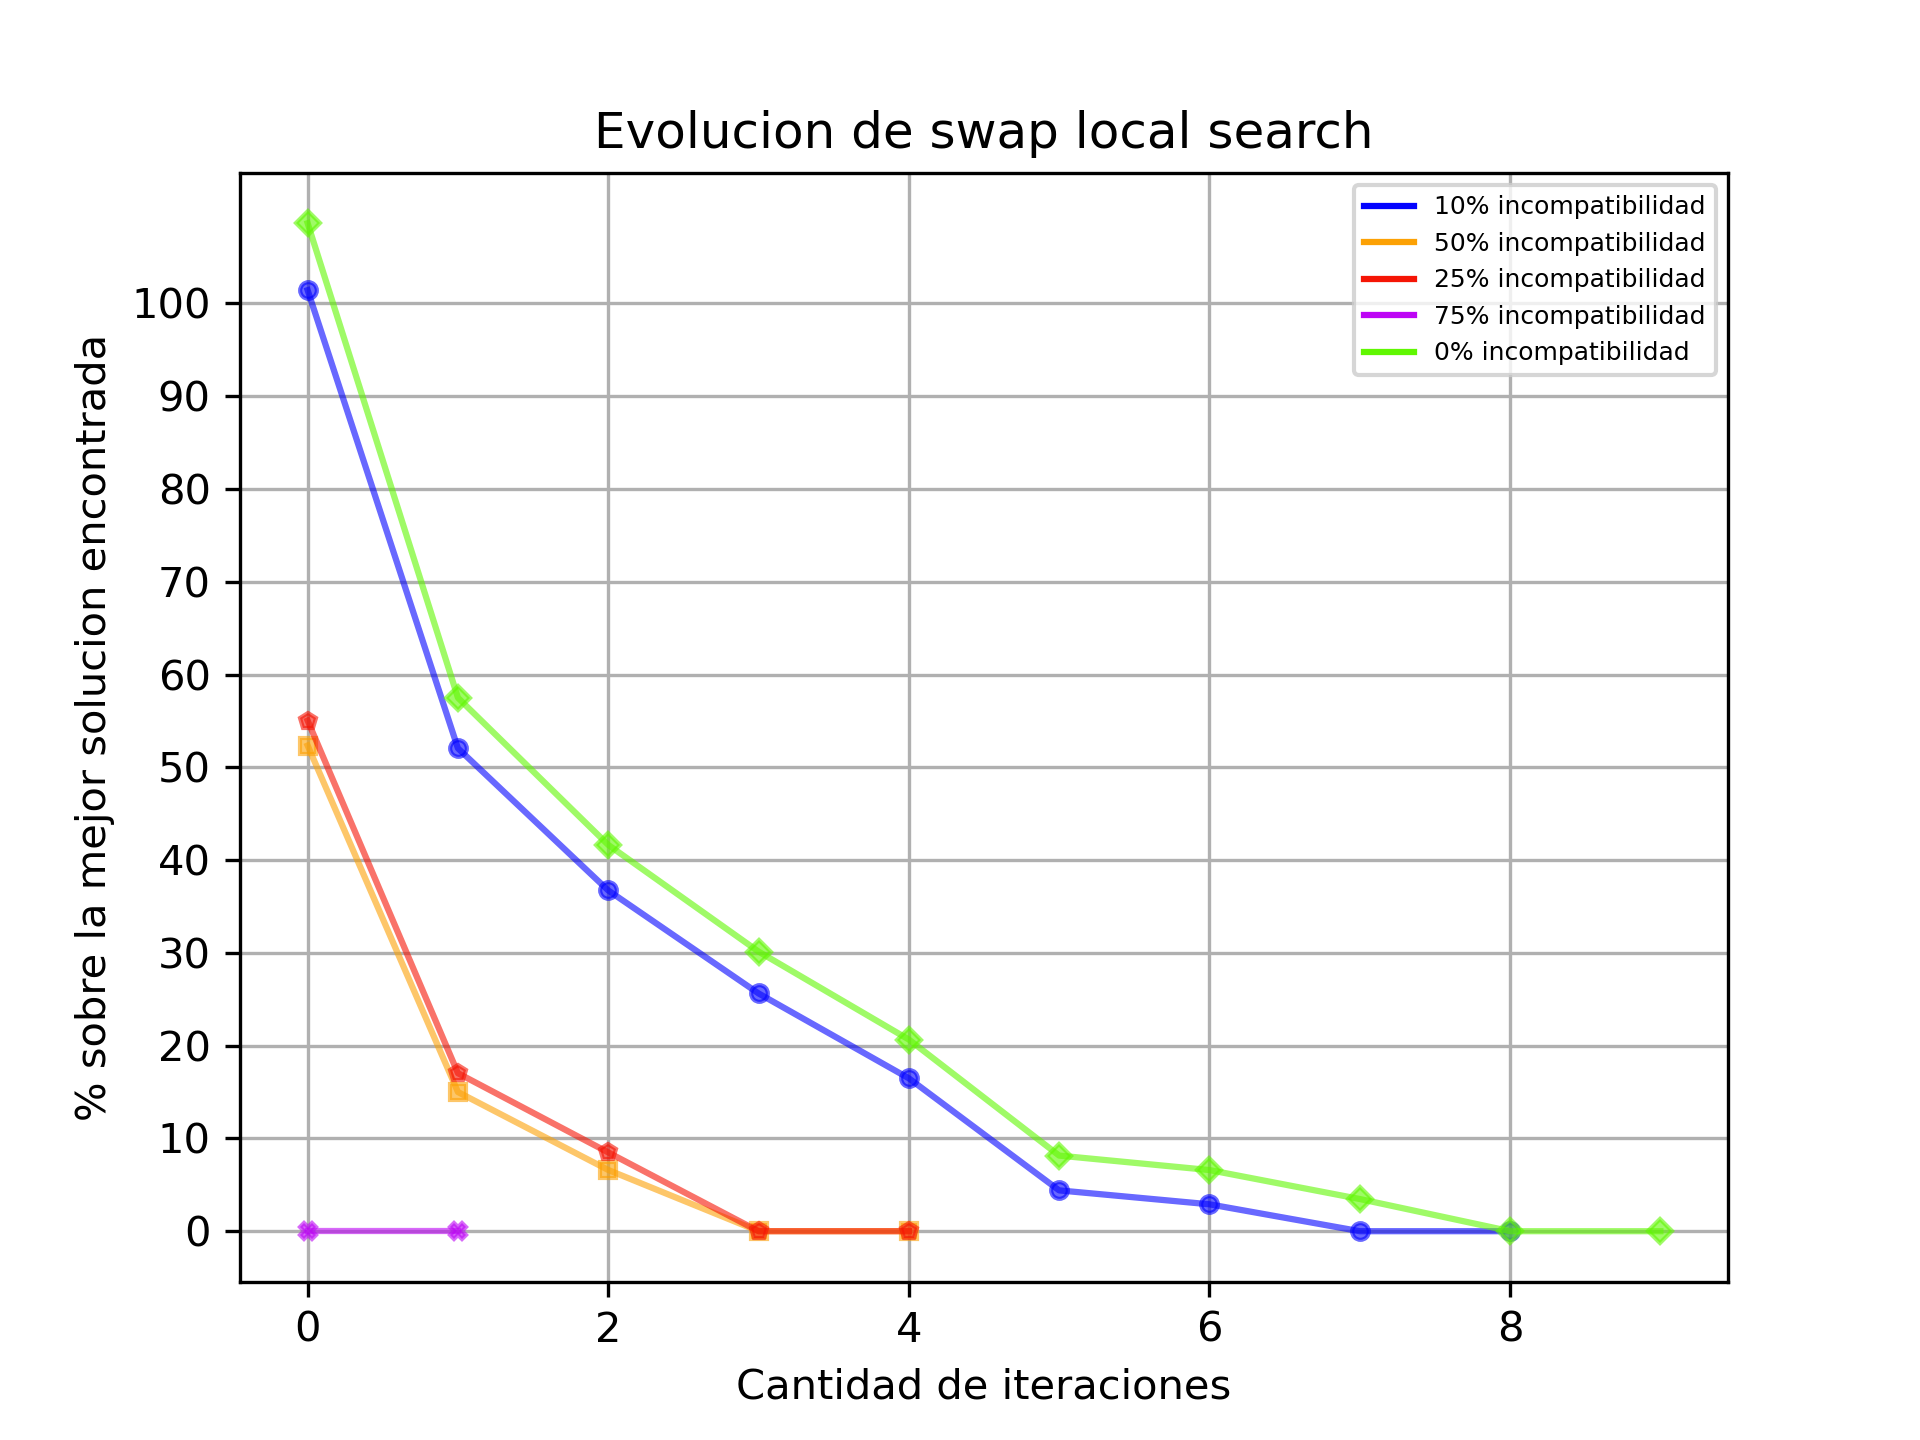 Evolucion de swap local search
10% incompatibilidad
50% incompatibilidad
25% incompatibilidad
75% incompatibilidad
0% incompatibilidad
% sobre la mejor solucion encontrada
100
90
80
70
60
50
40
30
20
10
0
0 2 4 6 8
Cantidad de iteraciones